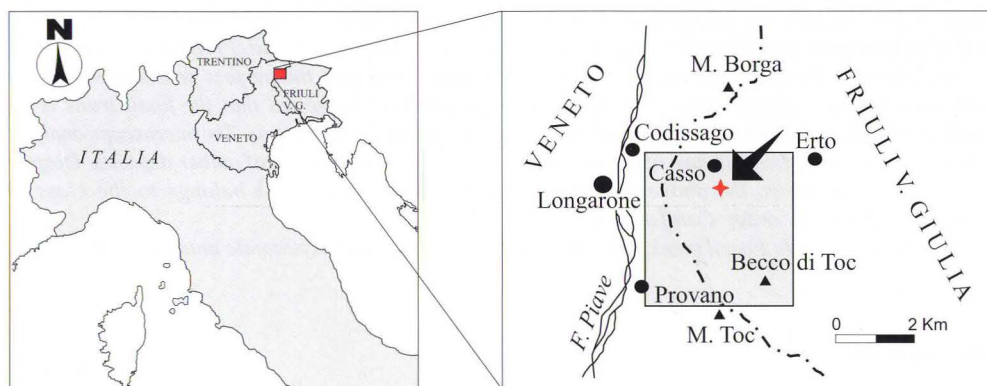 N
TRENTINO
FRIULI
V. G.
VENETO
ITALIA
VENETO
M. Borga
FRIULI V. GIULIA
Codissago
Erto
Casso
Longarone
Becco di Toc
Provano
F. Piave
M. Toc
0 2 Km